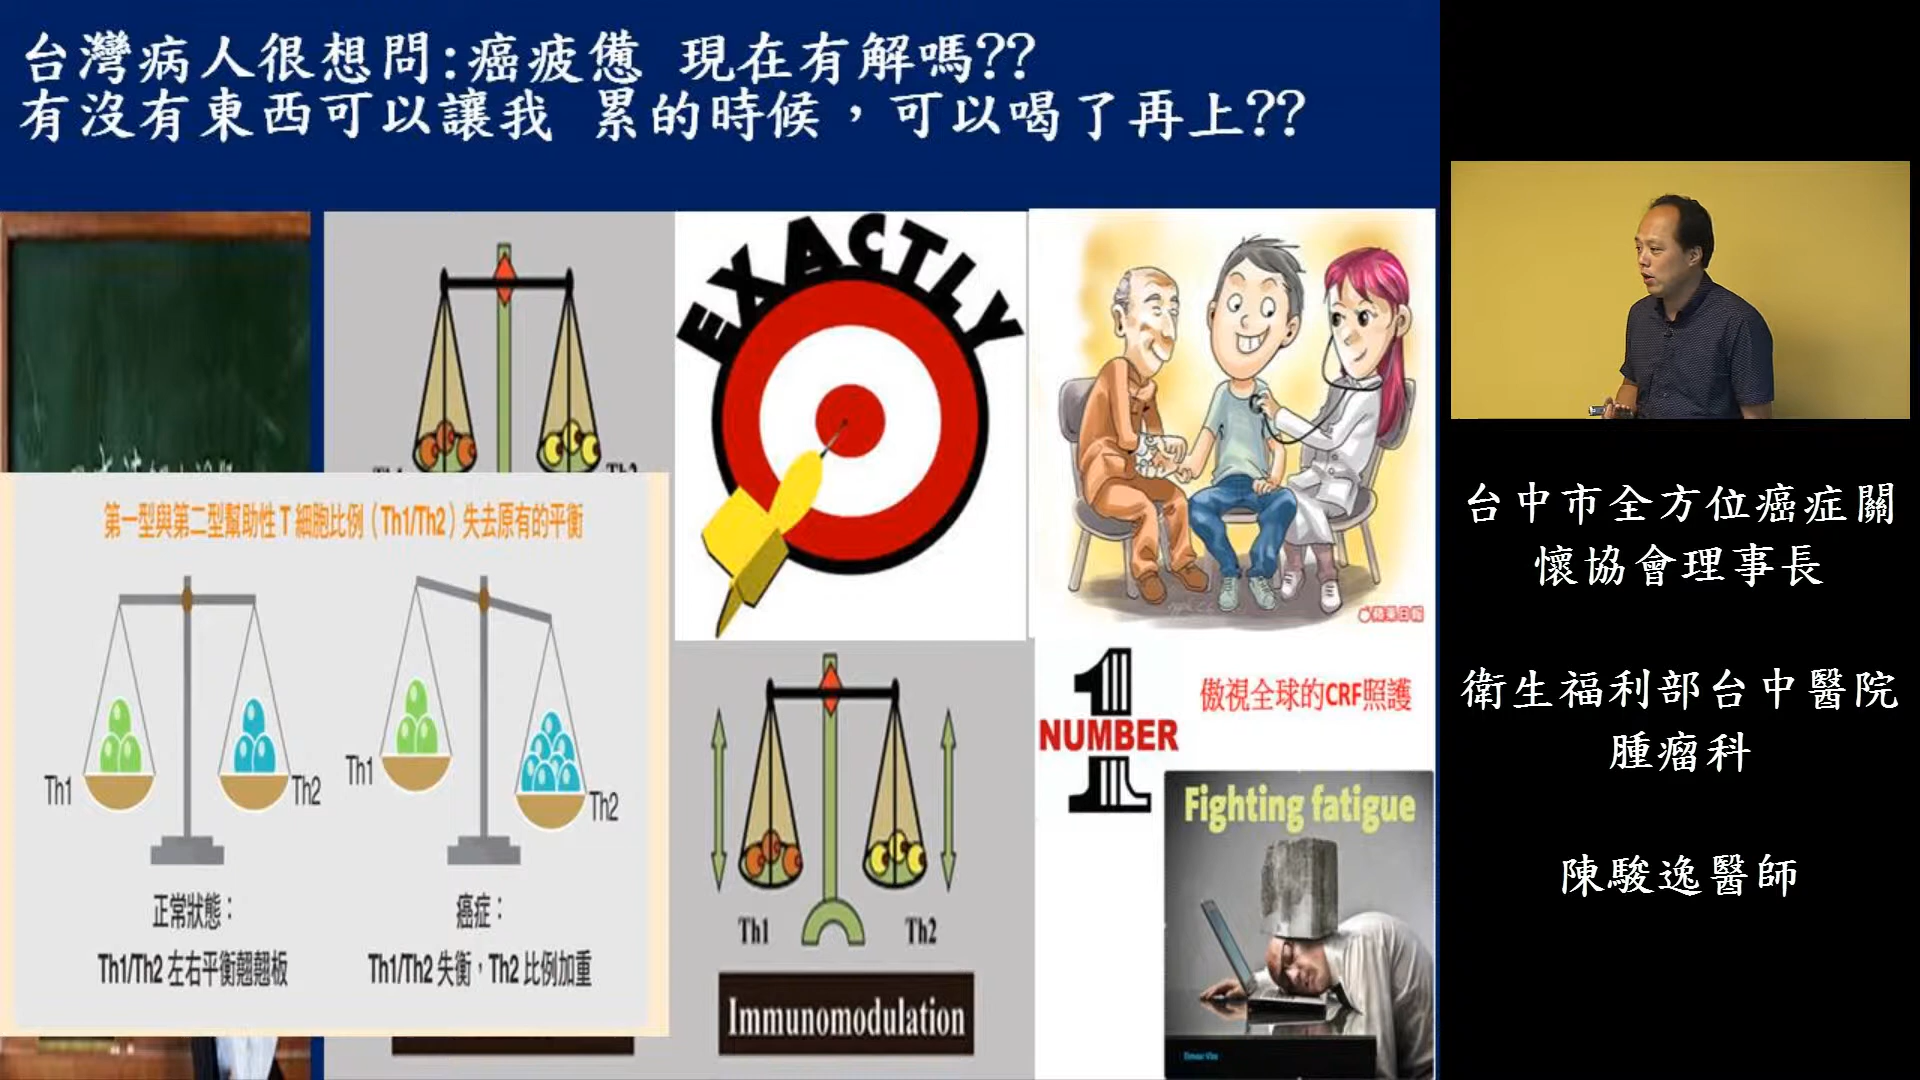 台灣病人很想問:癌疲憊 現在有解嗎??
有沒有東西可以讓我 累的時候，可以喝了再上??
EXACTLY
蘋果日報
第一型與第二型幫助性 T 細胞比例（Th1/Th2）失去原有的平衡
Th1
Th2
Th1
Th2
正常狀態：
Th1/Th2 左右平衡翹翹板
癌症：
Th1/Th2 失衡，Th2 比例加重
Th1
Th2
Immunomodulation
1
NUMBER
傲視全球的CRF照護
Fighting fatigue
台中市全方位癌症關
懷協會理事長
衛生福利部台中醫院
腫瘤科
陳駿逸醫師